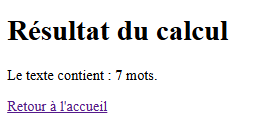 Résultat du calcul
Le texte contient : 7 mots.
Retour à l'accueil